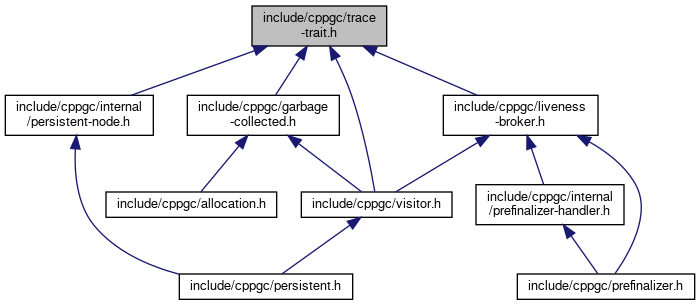 include/cppgc/trace
-trait.h
include/cppgc/internal
/persistent-node.h
include/cppgc/garbage
-collected.h
include/cppgc/liveness
-broker.h
include/cppgc/allocation.h
include/cppgc/visitor.h
include/cppgc/internal
/prefinalizer-handler.h
include/cppgc/persistent.h
include/cppgc/prefinalizer.h